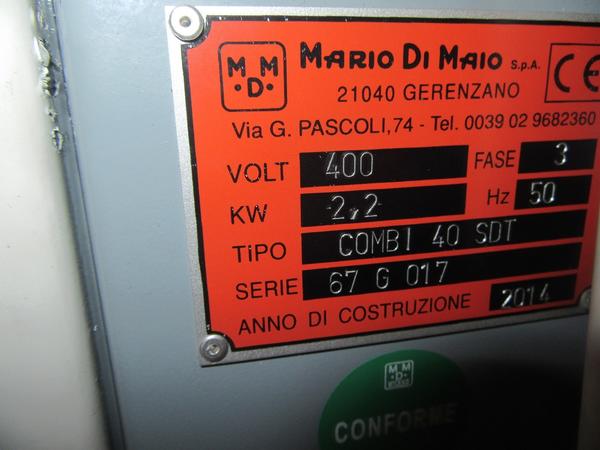 M M
·D·
MARIO DI MAIO S.p.A.
CE
21040 GERENZANO
Via G. PASCOLI,74 - Tel. 0039 02 9682360
VOLT 400 FASE 3
KW 2,2 Hz 50
TiPO COMBI 40 SDT
SERIE 67 G 017
ANNO DI COSTRUZIONE 2014
M M
·D·
CONFORME